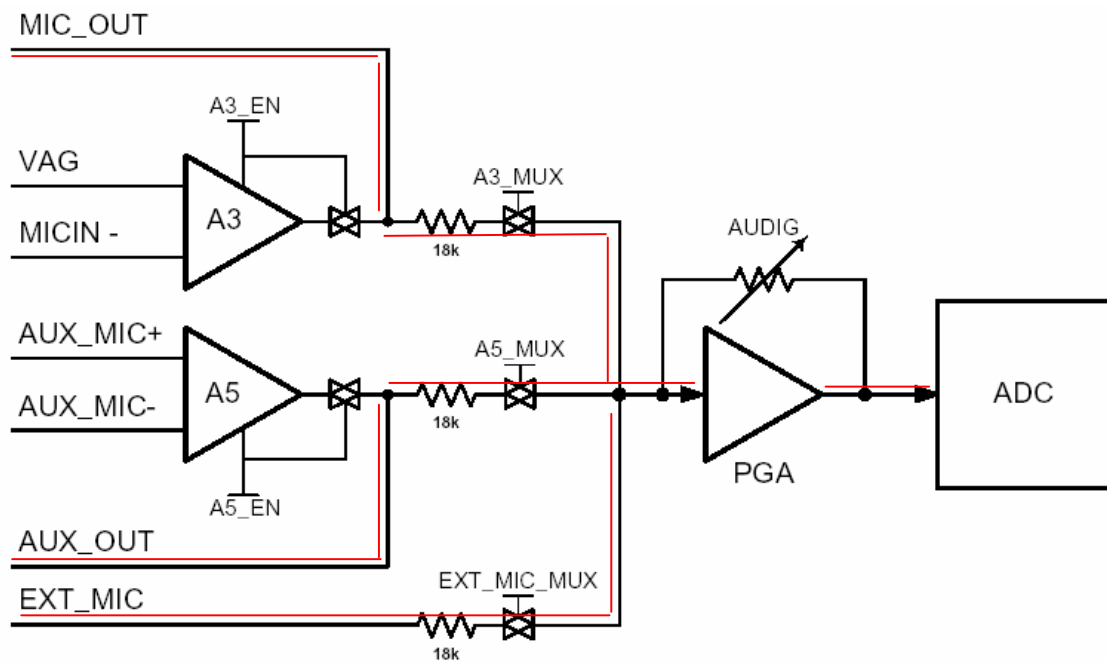 MIC_OUT
A3_EN
VAG
A3_MUX
A3
MICIN -
AUDIG
18k
AUX_MIC+
A5_MUX
A5
ADC
AUX_MIC-
18k
PGA
A5_EN
AUX_OUT
EXT_MIC_MUX
EXT_MIC
18k